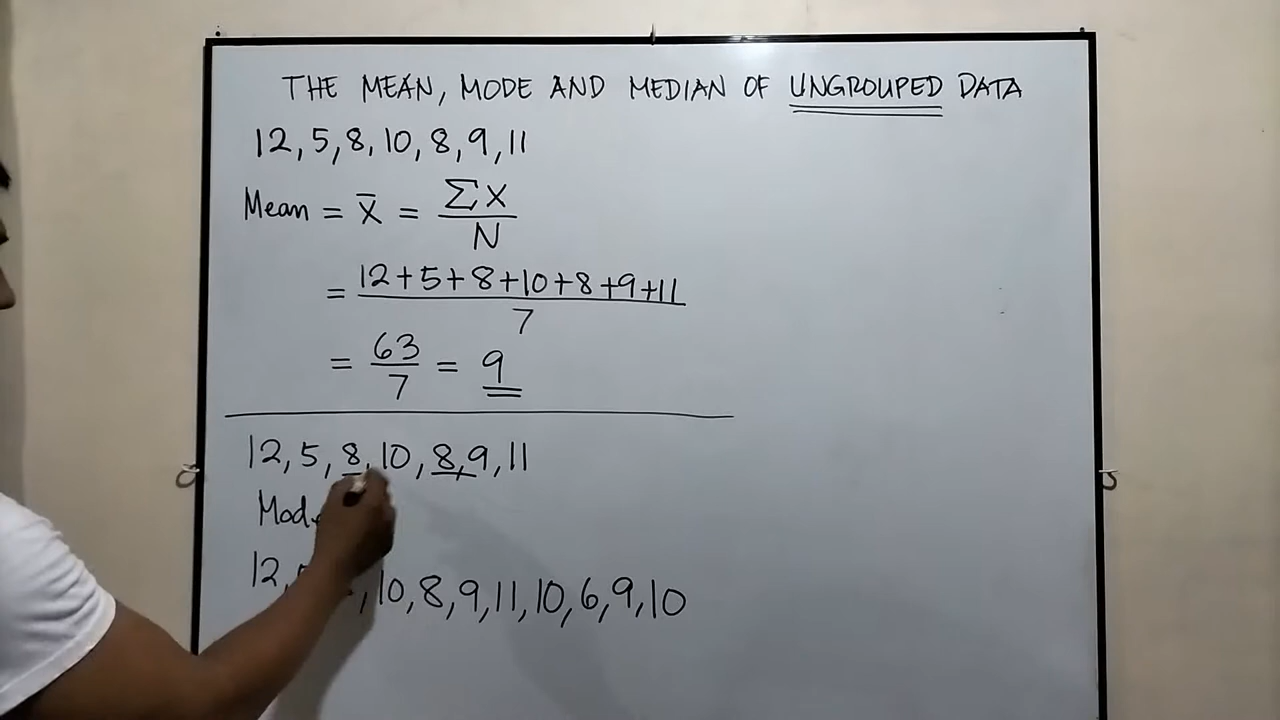 THE MEAN, MODE AND MEDIAN OF UNGROUPED DATA
12, 5, 8, 10, 8, 9, 11
Mean = x̄ = ΣX / N
= 12+5+8+10+8+9+11 / 7
= 63/7 = 9
12, 5, 8, 10, 8, 9, 11
Mod
12, , 10, 8, 9, 11, 10, 6, 9, 10